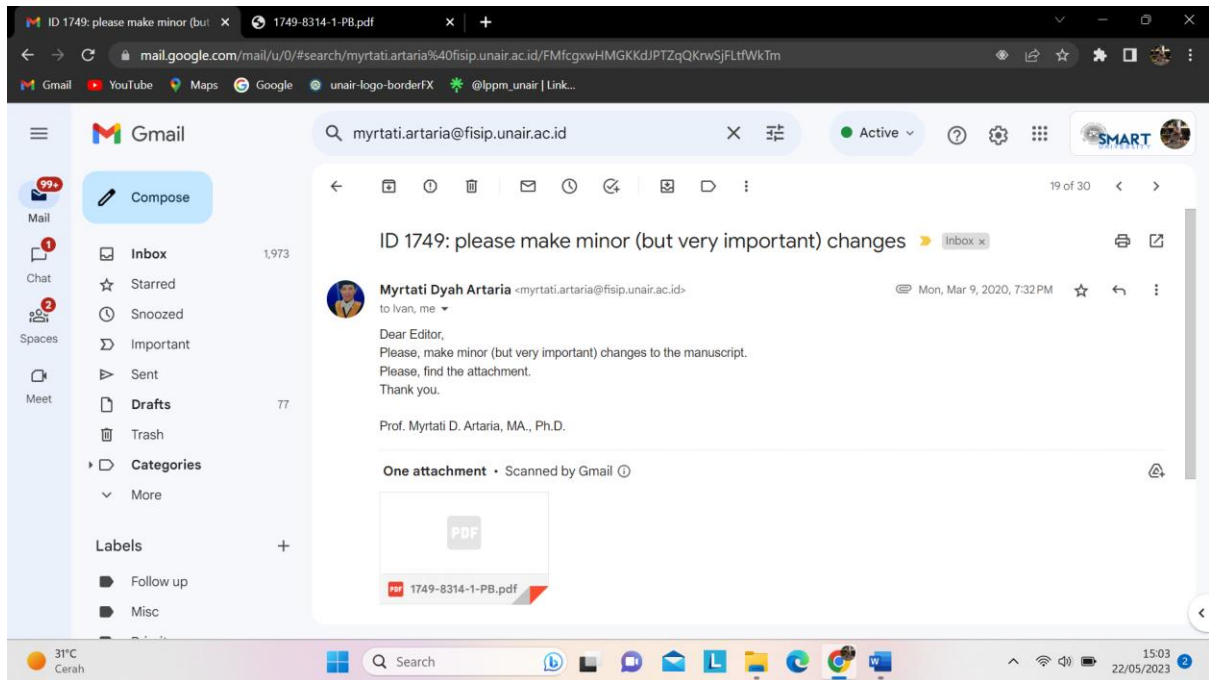 ID 1749: please make minor (but
1749-8314-1-PB.pdf
mail.google.com/mail/u/0/#search/myrtati.artaria%40fisip.unair.ac.id/FMfcgxwHMGKKdJPTZqQKrwSjFLtfWkTm
Gmail YouTube Maps Google unair-logo-borderFX @lppm_unair | Link...
Gmail
myrtati.artaria@fisip.unair.ac.id
Active
SMART
UNIVERSITY
99+
Mail
Compose
19 of 30
Inbox 1,973
Starred
Snoozed
Important
Sent
Drafts 77
Trash
Categories
More
Labels
Follow up
Misc
1
Chat
2
Spaces
Meet
ID 1749: please make minor (but very important) changes Inbox x
Myrtati Dyah Artaria <myrtati.artaria@fisip.unair.ac.id> Mon, Mar 9, 2020, 7:32 PM
to Ivan, me
Dear Editor,
Please, make minor (but very important) changes to the manuscript.
Please, find the attachment.
Thank you.
Prof. Myrtati D. Artaria, MA., Ph.D.
One attachment • Scanned by Gmail
PDF
PDF 1749-8314-1-PB.pdf
31°C
Cerah
Search
15:03
22/05/2023
2